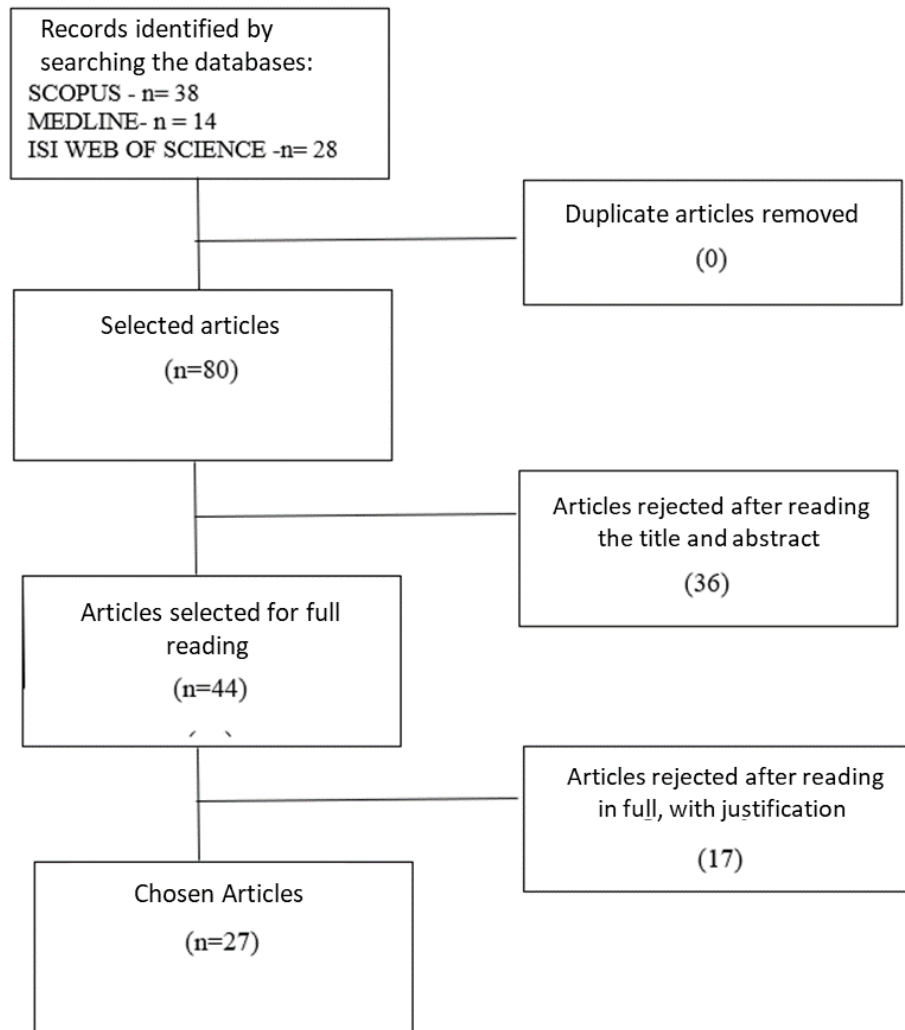 Records identified by
searching the databases:
SCOPUS - n= 38
MEDLINE- n = 14
ISI WEB OF SCIENCE -n= 28
Duplicate articles removed
(0)
Selected articles
(n=80)
Articles rejected after reading
the title and abstract
(36)
Articles selected for full
reading
(n=44)
Articles rejected after reading
in full, with justification
(17)
Chosen Articles
(n=27)